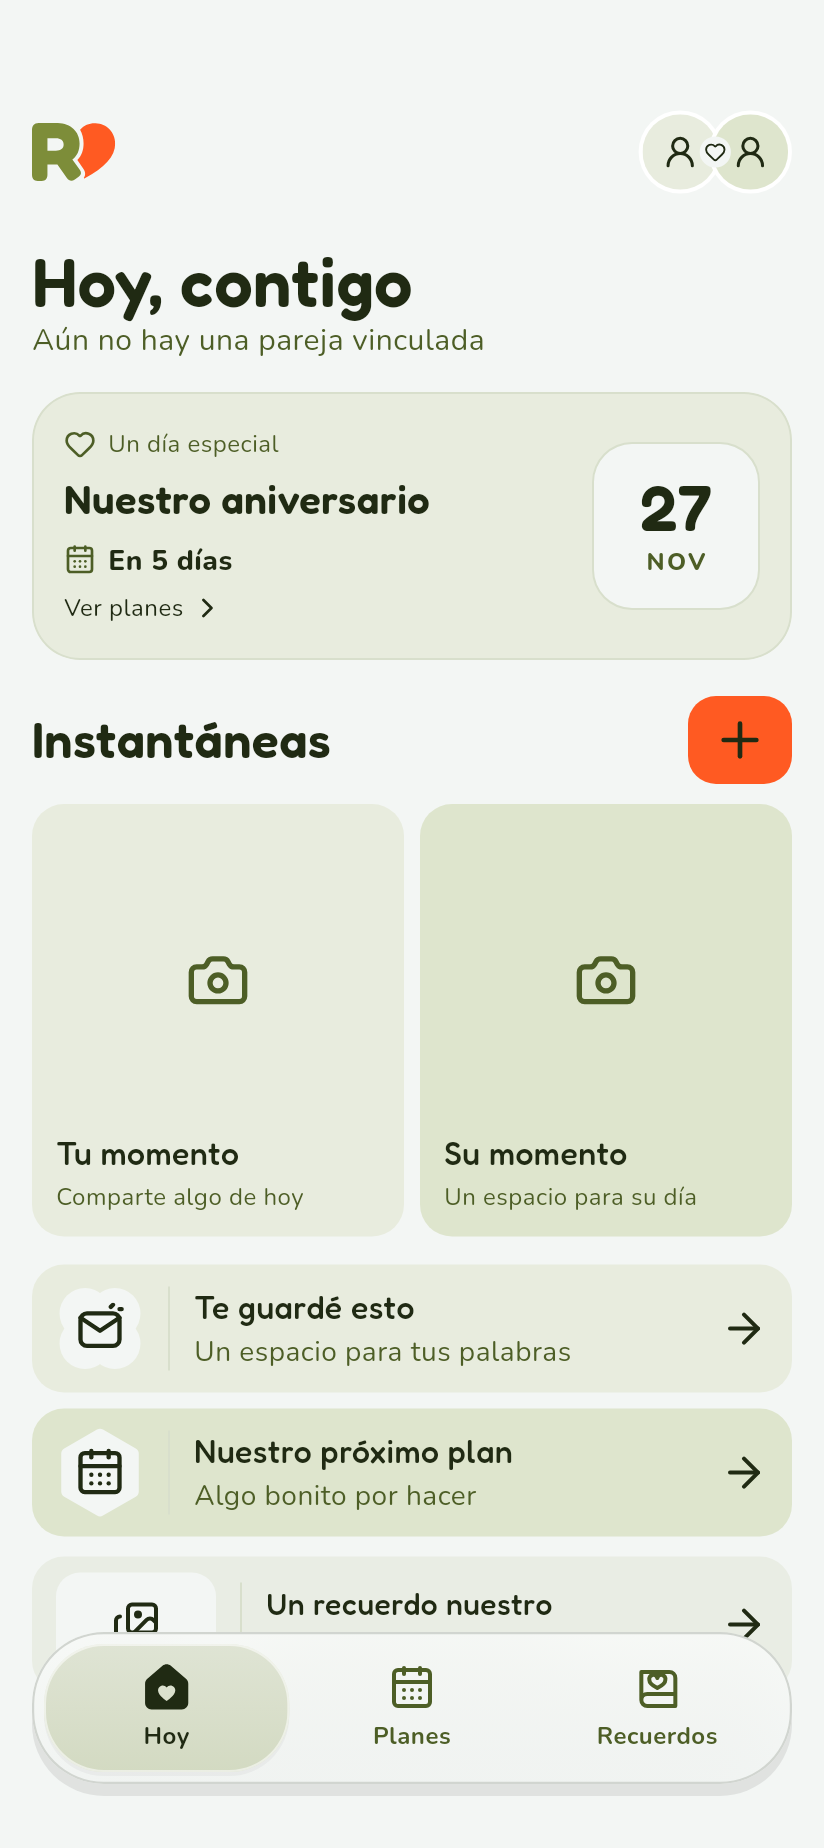 R
Hoy, contigo
Aún no hay una pareja vinculada
Un día especial
Nuestro aniversario
En 5 días
Ver planes
27
NOV
Instantáneas
Tu momento
Comparte algo de hoy
Su momento
Un espacio para su día
Te guardé esto
Un espacio para tus palabras
Nuestro próximo plan
Algo bonito por hacer
Un recuerdo nuestro
Hoy
Planes
Recuerdos